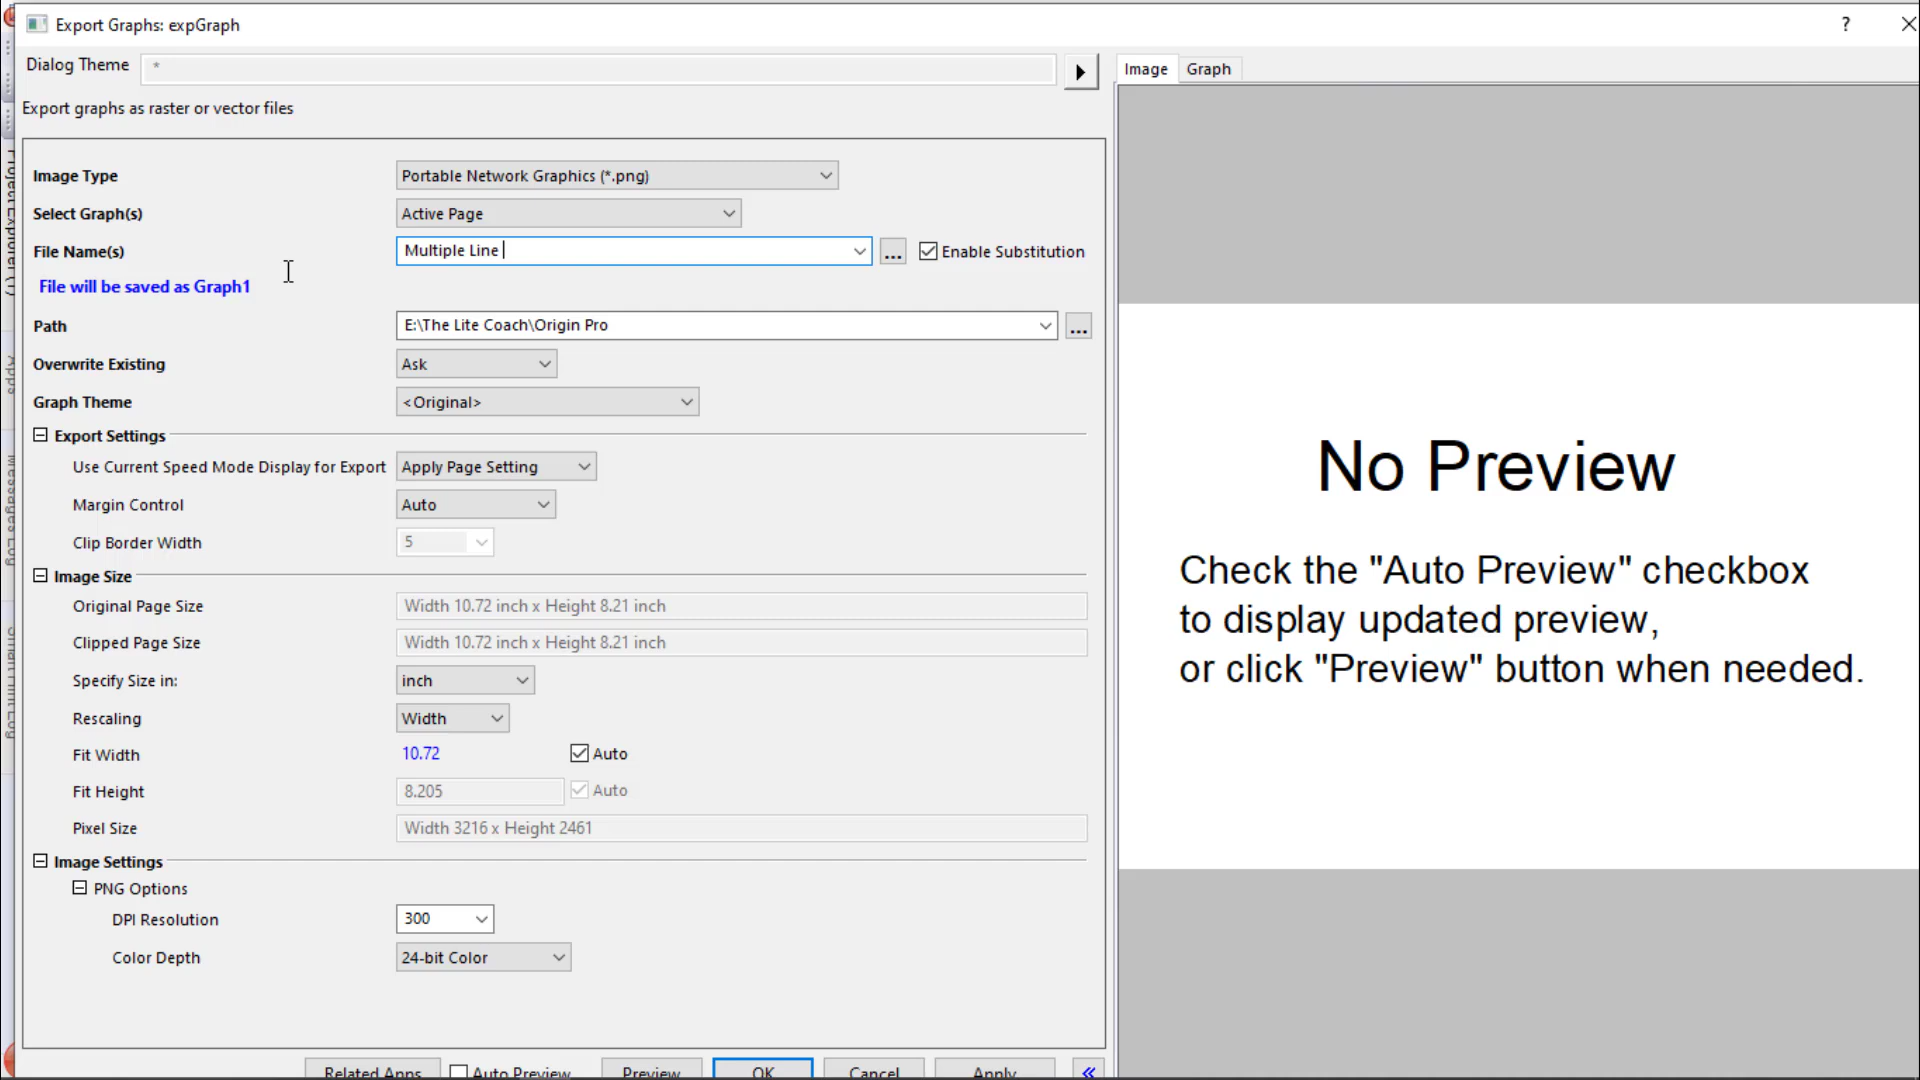 Export Graphs: expGraph
?
Dialog Theme
*
Image Graph
Export graphs as raster or vector files
Image Type Portable Network Graphics (*.png)
Select Graph(s) Active Page
File Name(s) Multiple Line ... Enable Substitution
File will be saved as Graph1
Path E:\The Lite Coach\Origin Pro ...
Overwrite Existing Ask
Graph Theme <Original>
Export Settings
Use Current Speed Mode Display for Export Apply Page Setting
Margin Control Auto
Clip Border Width 5
Image Size
Original Page Size Width 10.72 inch x Height 8.21 inch
Clipped Page Size Width 10.72 inch x Height 8.21 inch
Specify Size in: inch
Rescaling Width
Fit Width 10.72 Auto
Fit Height 8.205 Auto
Pixel Size Width 3216 x Height 2461
Image Settings
PNG Options
DPI Resolution 300
Color Depth 24-bit Color
Related Apps Auto Preview Preview OK Cancel Apply «
No Preview
Check the "Auto Preview" checkbox
to display updated preview,
or click "Preview" button when needed.